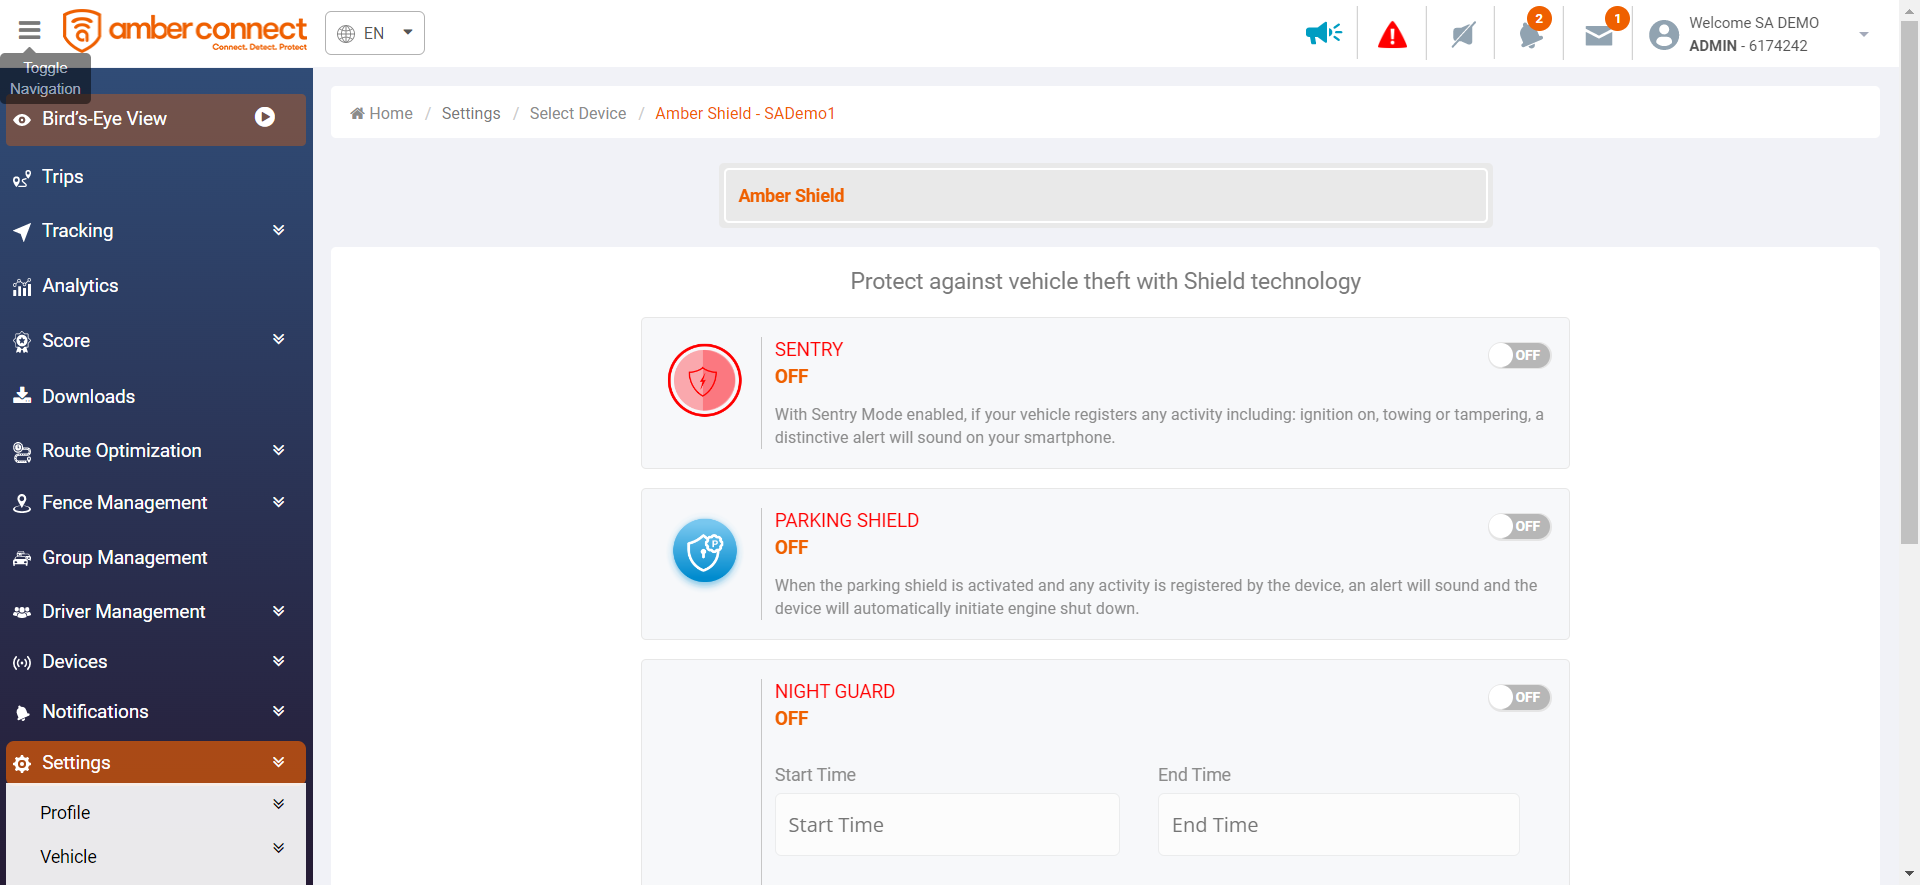 amber connect
Connect. Detect. Protect
EN
2
1
Welcome SA DEMO
ADMIN - 6174242
Toggle
Navigation
Bird's-Eye View
Trips
Tracking
Analytics
Score
Downloads
Route Optimization
Fence Management
Group Management
Driver Management
Devices
Notifications
Settings
Profile
Vehicle
Home / Settings / Select Device / Amber Shield - SADemo1
Amber Shield
Protect against vehicle theft with Shield technology
SENTRY
OFF
OFF
With Sentry Mode enabled, if your vehicle registers any activity including: ignition on, towing or tampering, a
distinctive alert will sound on your smartphone.
P
PARKING SHIELD
OFF
OFF
When the parking shield is activated and any activity is registered by the device, an alert will sound and the
device will automatically initiate engine shut down.
NIGHT GUARD
OFF
OFF
Start Time
End Time
Start Time
End Time